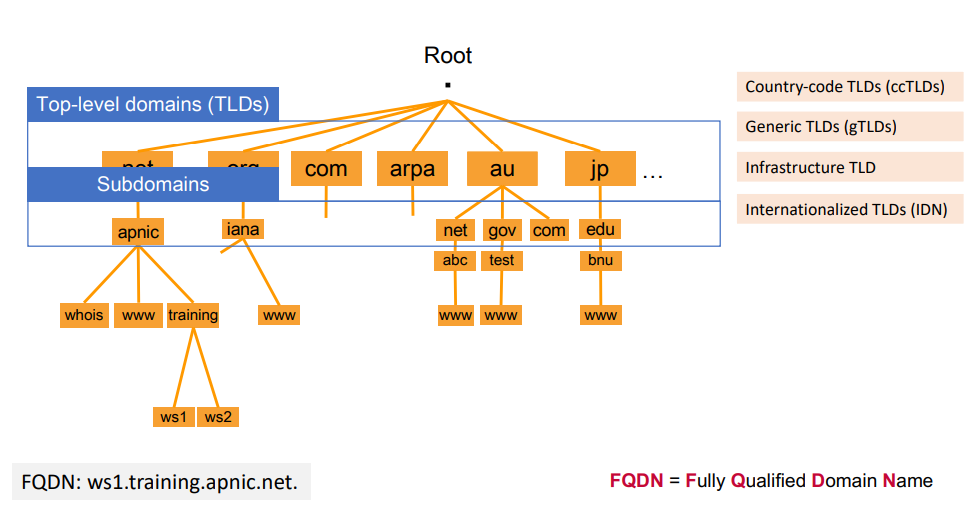 Root
.
Top-level domains (TLDs)
com
arpa
au
jp
...
Subdomains
apnic
iana
net
gov
com
edu
abc
test
bnu
whois
www
training
www
www
www
www
ws1
ws2
Country-code TLDs (ccTLDs)
Generic TLDs (gTLDs)
Infrastructure TLD
Internationalized TLDs (IDN)
FQDN: ws1.training.apnic.net.
FQDN = Fully Qualified Domain Name